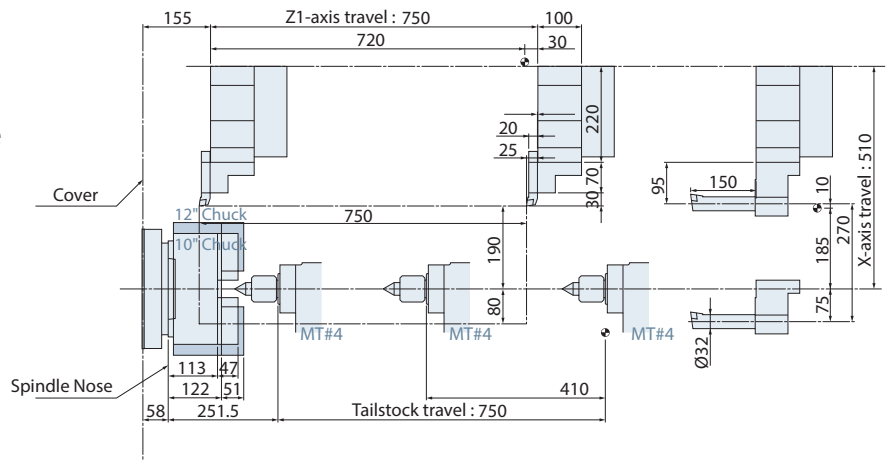 155
Z1-axis travel : 750
100
720
30
20
25
220
70
30
95
150
10
X-axis travel : 510
270
185
75
Cover
12" Chuck
10" Chuck
750
190
80
MT#4
MT#4
MT#4
Ø32
113
47
Spindle Nose
122
51
410
58
251.5
Tailstock travel : 750